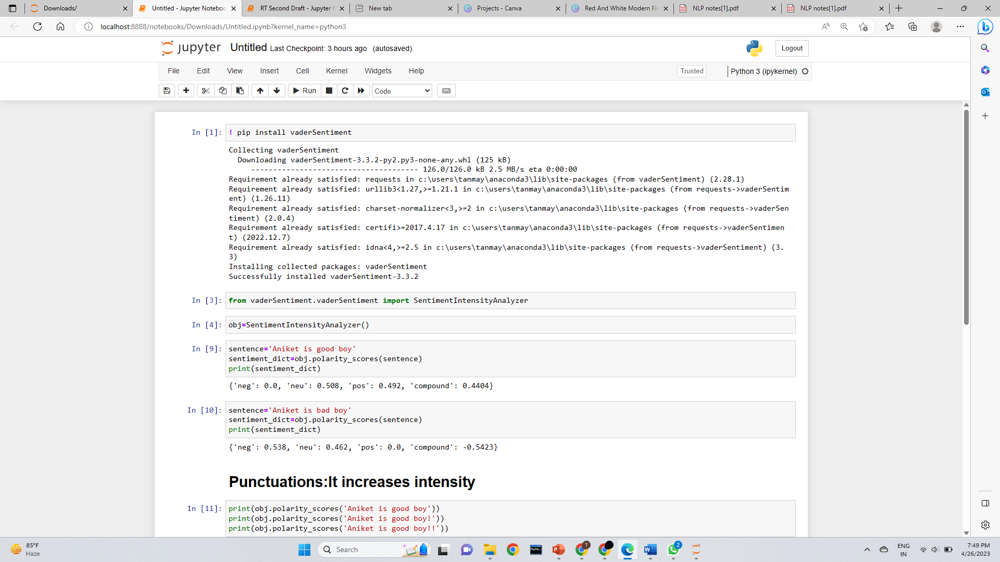 Downloads/
Untitled - Jupyter Noteboo
RT Second Draft - Jupyter
New tab
Projects - Canva
Red And White Modern Fi
NLP notes[1].pdf
NLP notes[1].pdf
localhost:8888/notebooks/Downloads/Untitled.ipynb?kernel_name=python3
jupyter Untitled Last Checkpoint: 3 hours ago (autosaved)
Logout
File Edit View Insert Cell Kernel Widgets Help
Trusted
Python 3 (ipykernel)
Run
Code
In [1]: ! pip install vaderSentiment
Collecting vaderSentiment
Downloading vaderSentiment-3.3.2-py2.py3-none-any.whl (125 kB)
-------------------------------------- 126.0/126.0 kB 2.5 MB/s eta 0:00:00
Requirement already satisfied: requests in c:\users\tanmay\anaconda3\lib\site-packages (from vaderSentiment) (2.28.1)
Requirement already satisfied: urllib3<1.27,>=1.21.1 in c:\users\tanmay\anaconda3\lib\site-packages (from requests->vaderSentim
ent) (1.26.11)
Requirement already satisfied: charset-normalizer<3,>=2 in c:\users\tanmay\anaconda3\lib\site-packages (from requests->vaderSen
timent) (2.0.4)
Requirement already satisfied: certifi>=2017.4.17 in c:\users\tanmay\anaconda3\lib\site-packages (from requests->vaderSentimen
t) (2022.12.7)
Requirement already satisfied: idna<4,>=2.5 in c:\users\tanmay\anaconda3\lib\site-packages (from requests->vaderSentiment) (3.
3)
Installing collected packages: vaderSentiment
Successfully installed vaderSentiment-3.3.2
In [3]: from vaderSentiment.vaderSentiment import SentimentIntensityAnalyzer
In [4]: obj=SentimentIntensityAnalyzer()
In [9]: sentence='Aniket is good boy'
sentiment_dict=obj.polarity_scores(sentence)
print(sentiment_dict)
{'neg': 0.0, 'neu': 0.508, 'pos': 0.492, 'compound': 0.4404}
In [10]: sentence='Aniket is bad boy'
sentiment_dict=obj.polarity_scores(sentence)
print(sentiment_dict)
{'neg': 0.538, 'neu': 0.462, 'pos': 0.0, 'compound': -0.5423}
Punctuations:It increases intensity
In [11]: print(obj.polarity_scores('Aniket is good boy'))
print(obj.polarity_scores('Aniket is good boy!'))
print(obj.polarity_scores('Aniket is good boy!!'))
85°F
Haze
Search
MySQL
T
2
ENG
IN
7:49 PM
4/26/2023